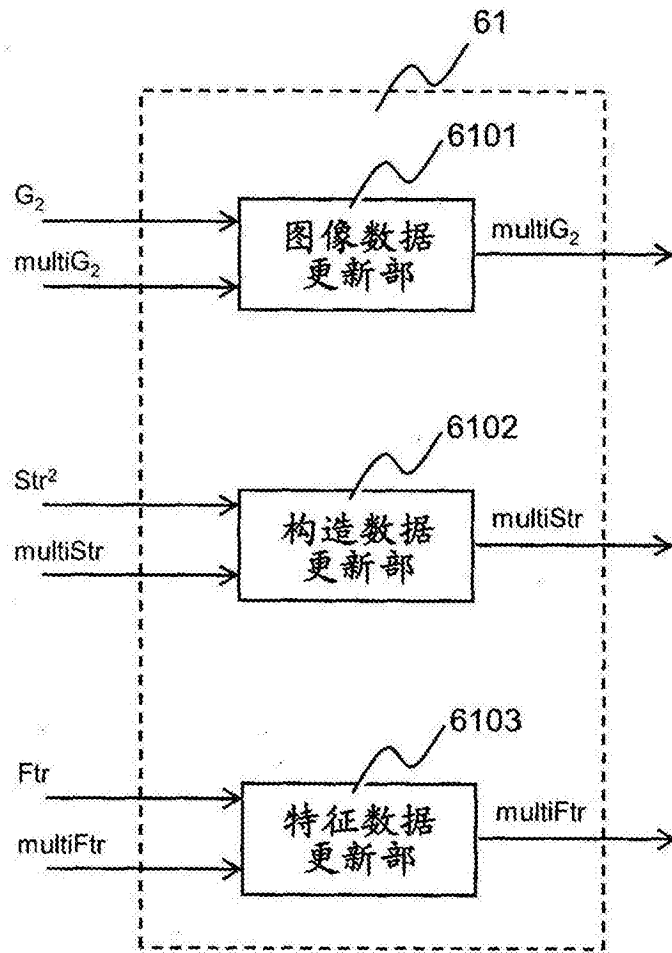 61
6101
G₂
multiG₂
图像数据
更新部
multiG₂
6102
Str²
multiStr
构造数据
更新部
multiStr
6103
Ftr
multiFtr
特征数据
更新部
multiFtr